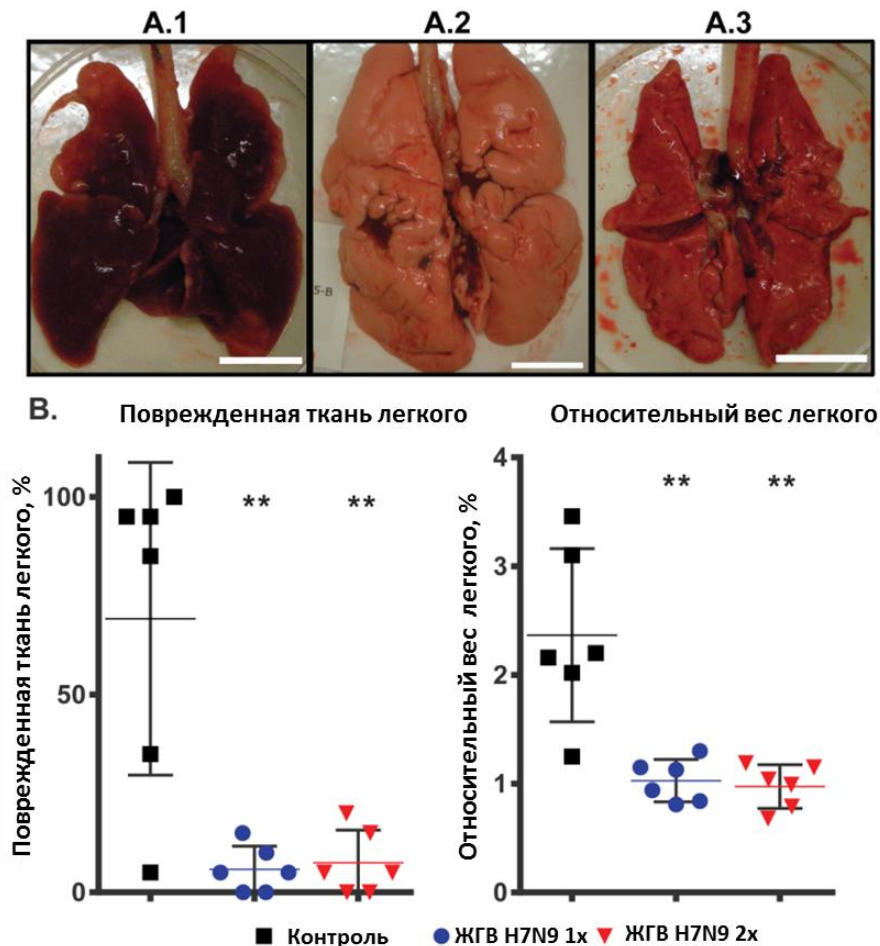 A.1 A.2 A.3
5-B
B. Поврежденная ткань легкого Относительный вес легкого
Поврежденная ткань легкого, %
100
50
0
** **
Относительный вес легкого, %
4
3
2
1
0
** **
Контроль ЖГВ H7N9 1x ЖГВ H7N9 2x